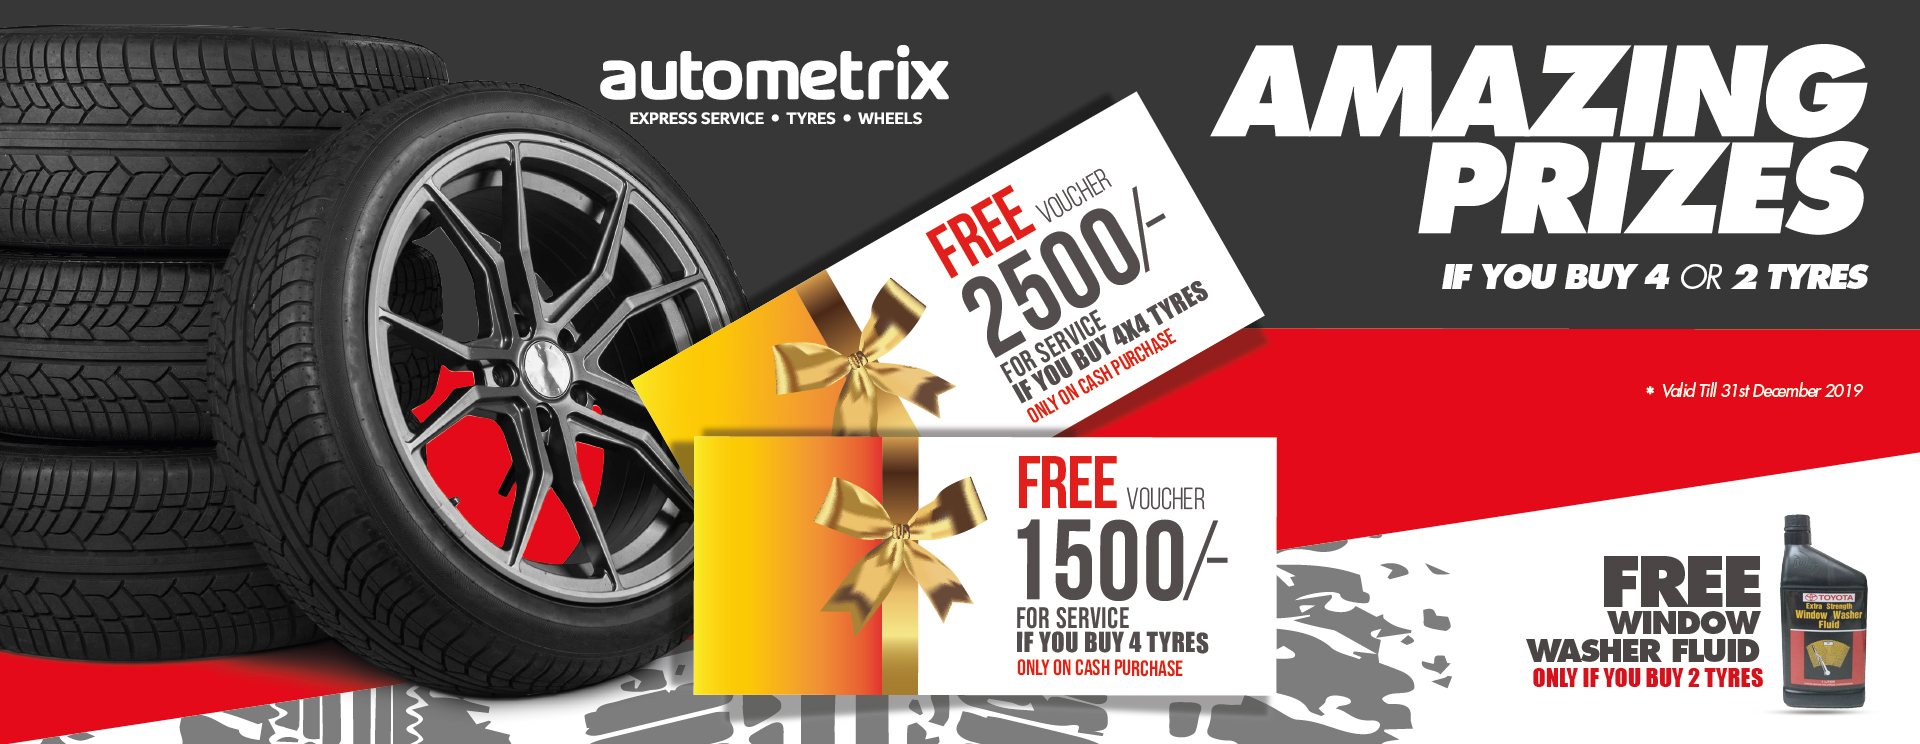 autometrix
EXPRESS SERVICE • TYRES • WHEELS
AMAZING
PRIZES
IF YOU BUY 4 OR 2 TYRES
* Valid Till 31st December 2019
FREE VOUCHER
2500/-
FOR SERVICE
IF YOU BUY 4X4 TYRES
ONLY ON CASH PURCHASE
FREE VOUCHER
1500/-
FOR SERVICE
IF YOU BUY 4 TYRES
ONLY ON CASH PURCHASE
FREE
WINDOW
WASHER FLUID
ONLY IF YOU BUY 2 TYRES
TOYOTA
Extra Strength
Window Washer
Fluid